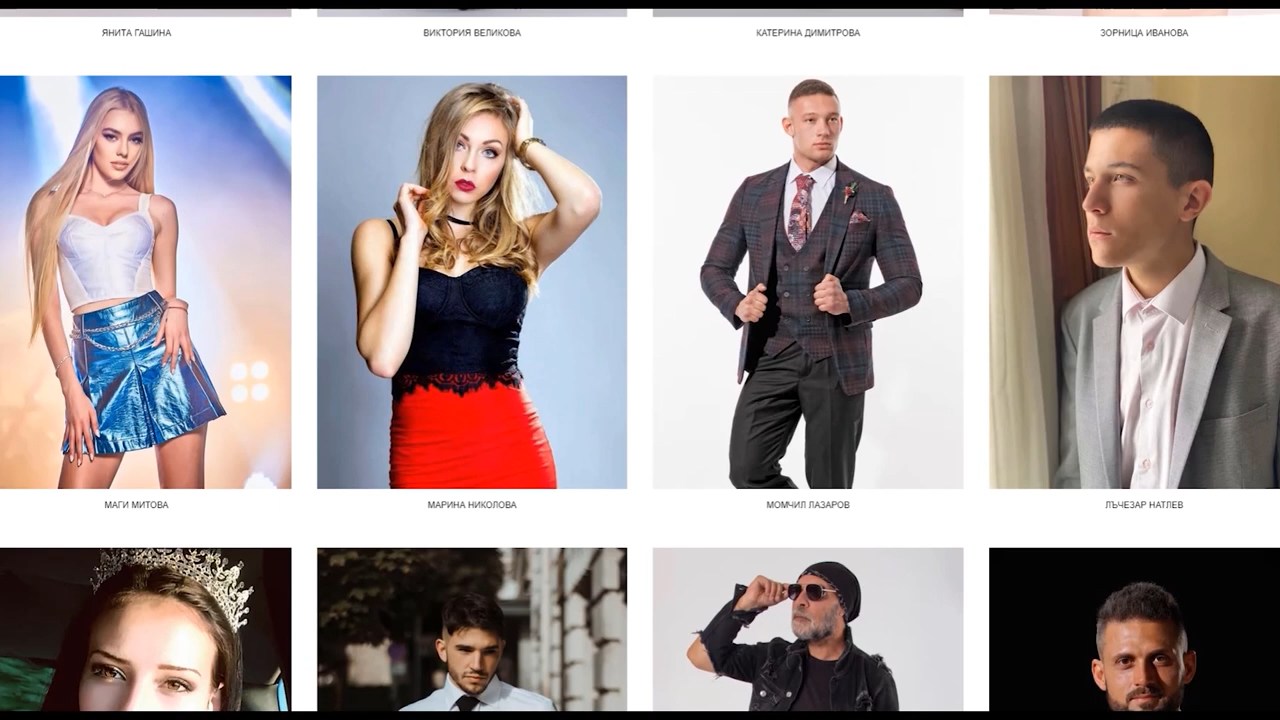 ЯНИТА ГАШИНА
ВИКТОРИЯ ВЕЛИКОВА
КАТЕРИНА ДИМИТРОВА
ЗОРНИЦА ИВАНОВА
МАГИ МИТОВА
МАРИНА НИКОЛОВА
МОМЧИЛ ЛАЗАРОВ
ЛЪЧЕЗАР НАТЛЕВ